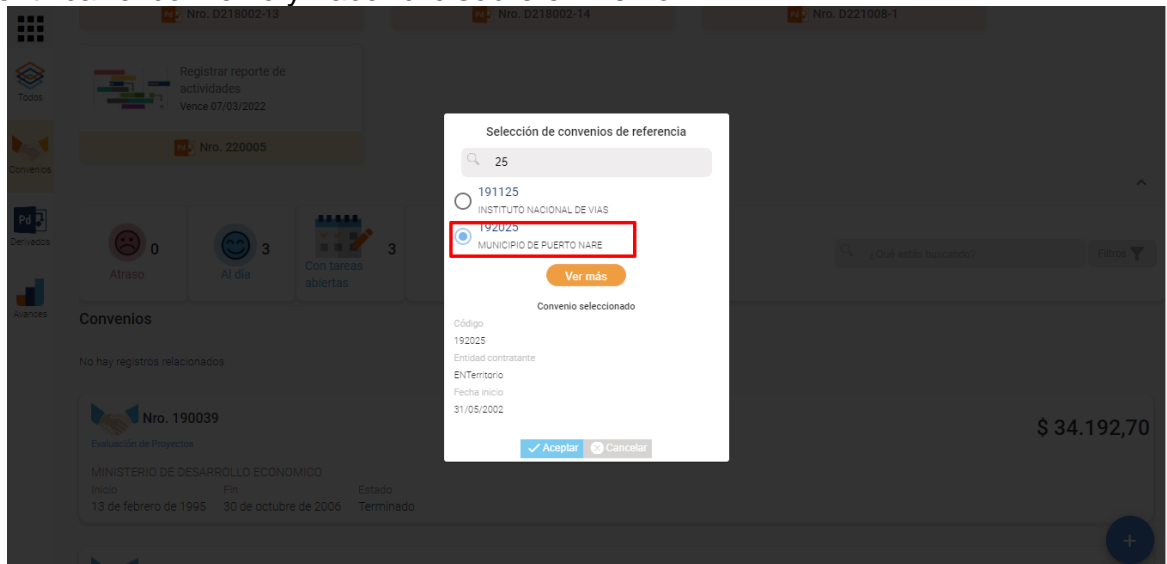 Nro. D218002-13
Nro. D218002-14
Nro. D221008-1
Todos
Registrar reporte de
actividades
Vence 07/03/2022
Nro. 220005
Convenios
Pd
Derivados
Avances
0
Atraso
3
Al día
3
Con tareas
abiertas
¿Qué estás buscando?
Filtros
Convenios
No hay registros relacionados
Nro. 190039
Evaluación de Proyectos
$ 34.192,70
MINISTERIO DE DESARROLLO ECONOMICO
Inicio Fin Estado
13 de febrero de 1995 30 de octubre de 2006 Terminado
+
Selección de convenios de referencia
25
191125
INSTITUTO NACIONAL DE VIAS
192025
MUNICIPIO DE PUERTO NARE
Ver más
Convenio seleccionado
Código
192025
Entidad contratante
ENTerritorio
Fecha inicio
31/05/2002
Aceptar Cancelar